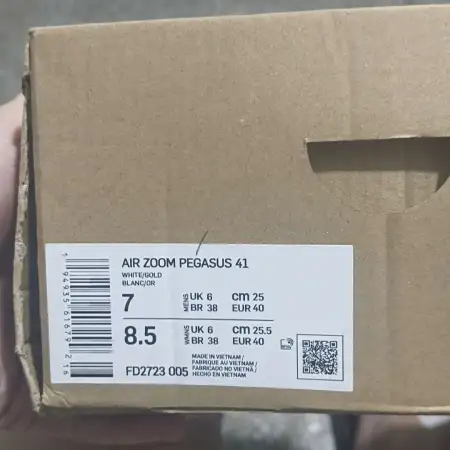 AIR ZOOM PEGASUS 41
WHITE/GOLD
BLANC/OR
7 MENS UK 6 cm 25
BR 38 EUR 40
8.5 WMNS UK 6 cm 25.5
BR 38 EUR 40
MADE IN VIETNAM /
FABRIQUE AU VIETNAM /
FABRICADO NO VIETNÃ /
HECHO EN VIETNAM
FD2723 005